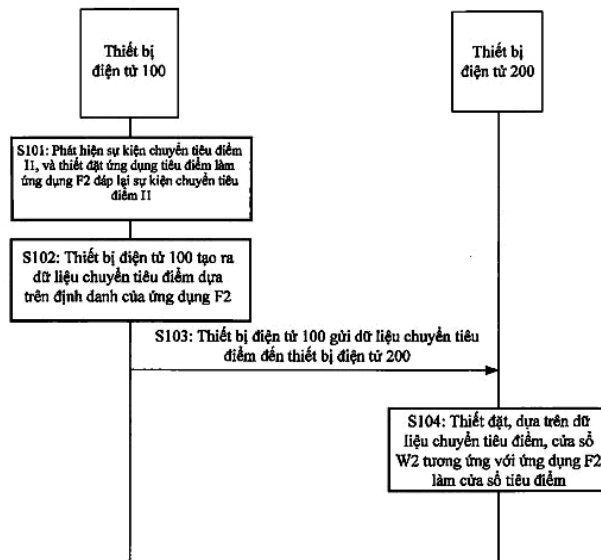 Thiết bị
điện tử 100
Thiết bị
điện tử 200
S101: Phát hiện sự kiện chuyển tiêu điểm
II, và thiết đặt ứng dụng tiêu điểm làm
ứng dụng F2 đáp lại sự kiện chuyển tiêu
điểm II
S102: Thiết bị điện tử 100 tạo ra
dữ liệu chuyển tiêu điểm dựa
trên định danh của ứng dụng F2
S103: Thiết bị điện tử 100 gửi dữ liệu chuyển tiêu
điểm đến thiết bị điện tử 200
S104: Thiết đặt, dựa trên dữ
liệu chuyển tiêu điểm, cửa sổ
W2 tương ứng với ứng dụng F2
làm cửa sổ tiêu điểm